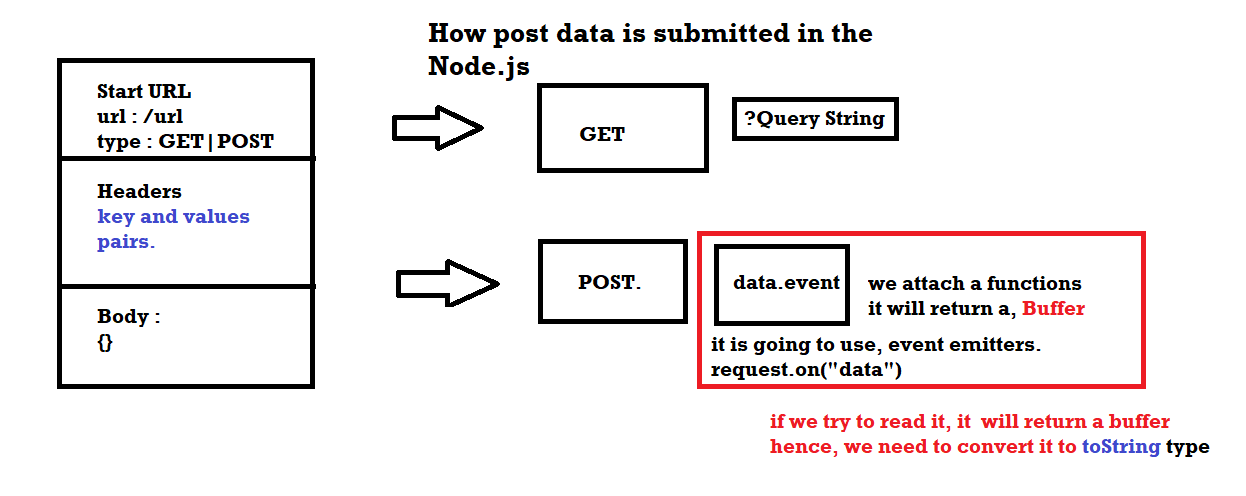 How post data is submitted in the
Node.js
Start URL
url : /url
type : GET|POST
Headers
key and values
pairs.
Body :
{}
GET
?Query String
POST.
data.event
we attach a functions
it will return a, Buffer
it is going to use, event emitters.
request.on("data")
if we try to read it, it  will return a buffer
hence, we need to convert it to toString type